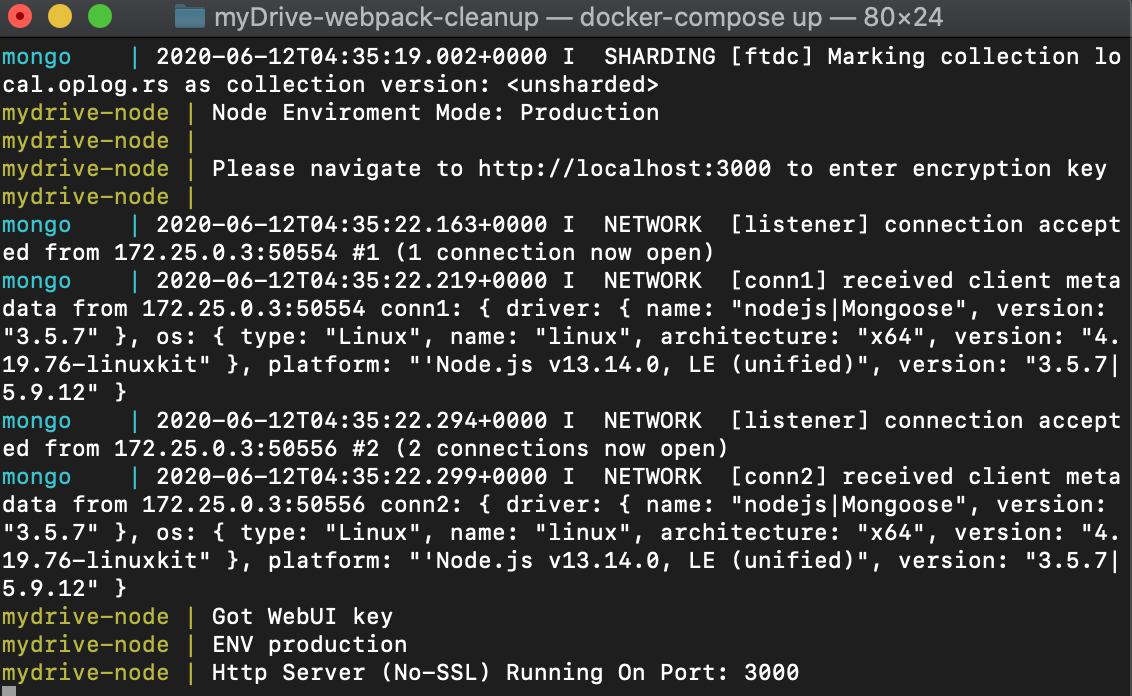 myDrive-webpack-cleanup — docker-compose up — 80×24
mongo    | 2020-06-12T04:35:19.002+0000 I  SHARDING [ftdc] Marking collection lo
cal.oplog.rs as collection version: <unsharded>
mydrive-node | Node Enviroment Mode: Production
mydrive-node |
mydrive-node | Please navigate to http://localhost:3000 to enter encryption key
mydrive-node |
mongo    | 2020-06-12T04:35:22.163+0000 I  NETWORK  [listener] connection accept
ed from 172.25.0.3:50554 #1 (1 connection now open)
mongo    | 2020-06-12T04:35:22.219+0000 I  NETWORK  [conn1] received client meta
data from 172.25.0.3:50554 conn1: { driver: { name: "nodejs|Mongoose", version: 
"3.5.7" }, os: { type: "Linux", name: "linux", architecture: "x64", version: "4.
19.76-linuxkit" }, platform: "'Node.js v13.14.0, LE (unified)", version: "3.5.7|
5.9.12" }
mongo    | 2020-06-12T04:35:22.294+0000 I  NETWORK  [listener] connection accept
ed from 172.25.0.3:50556 #2 (2 connections now open)
mongo    | 2020-06-12T04:35:22.299+0000 I  NETWORK  [conn2] received client meta
data from 172.25.0.3:50556 conn2: { driver: { name: "nodejs|Mongoose", version: 
"3.5.7" }, os: { type: "Linux", name: "linux", architecture: "x64", version: "4.
19.76-linuxkit" }, platform: "'Node.js v13.14.0, LE (unified)", version: "3.5.7|
5.9.12" }
mydrive-node | Got WebUI key
mydrive-node | ENV production
mydrive-node | Http Server (No-SSL) Running On Port: 3000